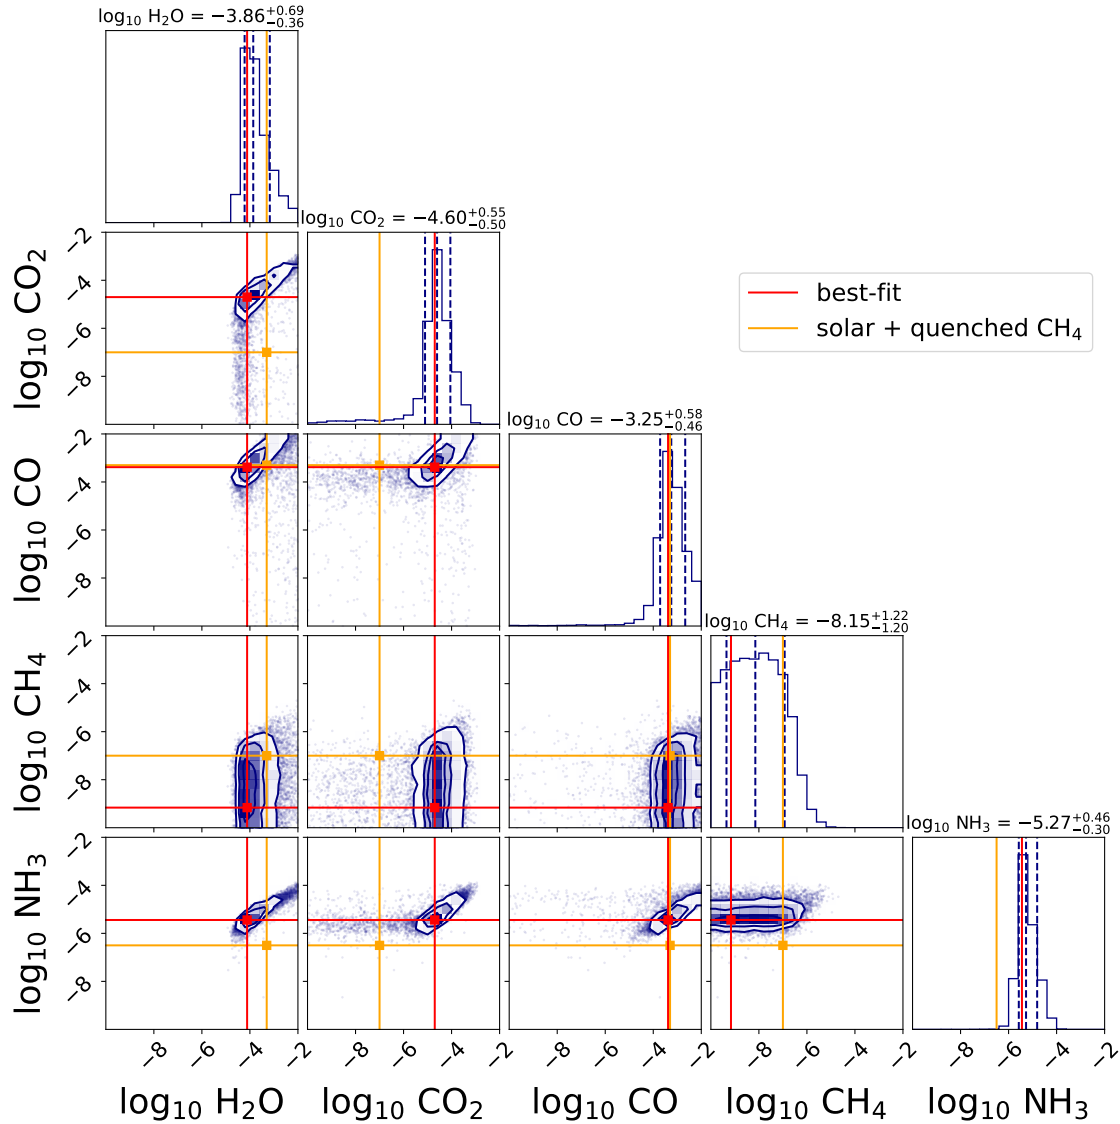 log₁₀ H₂O = −3.86⁺⁰·⁶⁹₋₀.₃₆
log₁₀ CO₂ = −4.60⁺⁰·⁵⁵₋₀.₅₀
−2
−4
−6
−8
log₁₀ CO₂
best-fit
solar + quenched CH₄
log₁₀ CO = −3.25⁺⁰·⁵⁸₋₀.₄₆
−2
−4
−6
−8
log₁₀ CO
log₁₀ CH₄ = −8.15⁺¹·²²₋₁.₂₀
−2
−4
−6
−8
log₁₀ CH₄
log₁₀ NH₃ = −5.27⁺⁰·⁴⁶₋₀.₃₀
−2
−4
−6
−8
log₁₀ NH₃
−8 −6 −4 −2 −8 −6 −4 −2 −8 −6 −4 −2 −8 −6 −4 −2 −8 −6 −4 −2
log₁₀ H₂O log₁₀ CO₂ log₁₀ CO log₁₀ CH₄ log₁₀ NH₃